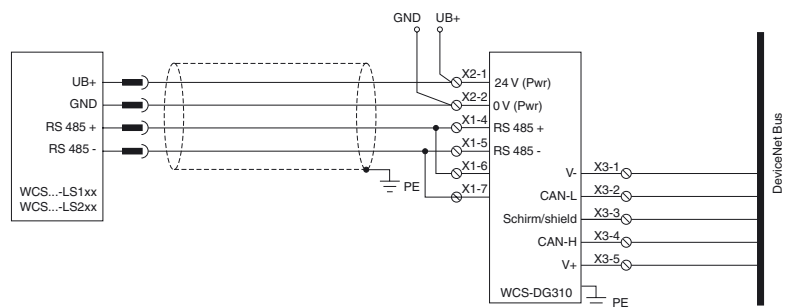 GND UB+
UB+
GND
RS 485 +
RS 485 -
WCS...-LS1xx
WCS...-LS2xx
PE
X2-1
X2-2
X1-4
X1-5
X1-6
X1-7
24 V (Pwr)
0 V (Pwr)
RS 485 +
RS 485 -
V-
CAN-L
Schirm/shield
CAN-H
V+
WCS-DG310
X3-1
X3-2
X3-3
X3-4
X3-5
PE
DeviceNet Bus